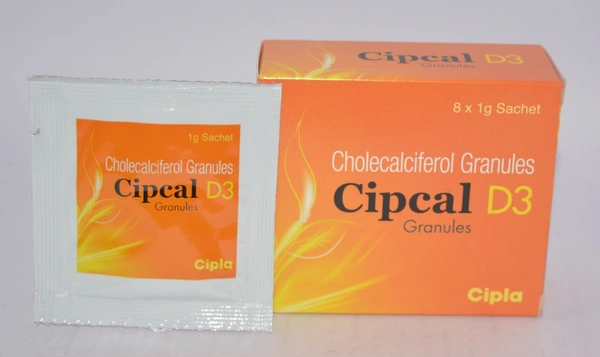 Cipcal D3
Granules
8 x 1g Sachet
Cholecalciferol Granules
Cipcal D3
Granules
Cipla
1g Sachet
Cholecalciferol Granules
Cipcal D3
Granules
Cipla